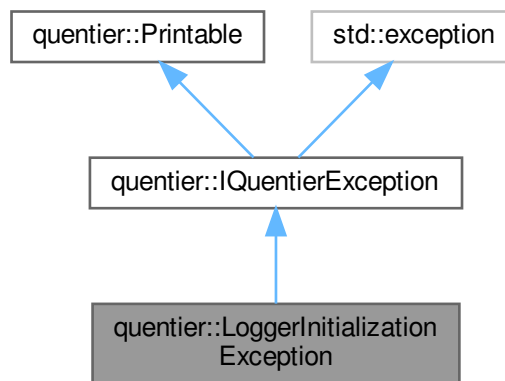 quentier::Printable
std::exception
quentier::IQuentierException
quentier::LoggerInitialization
Exception